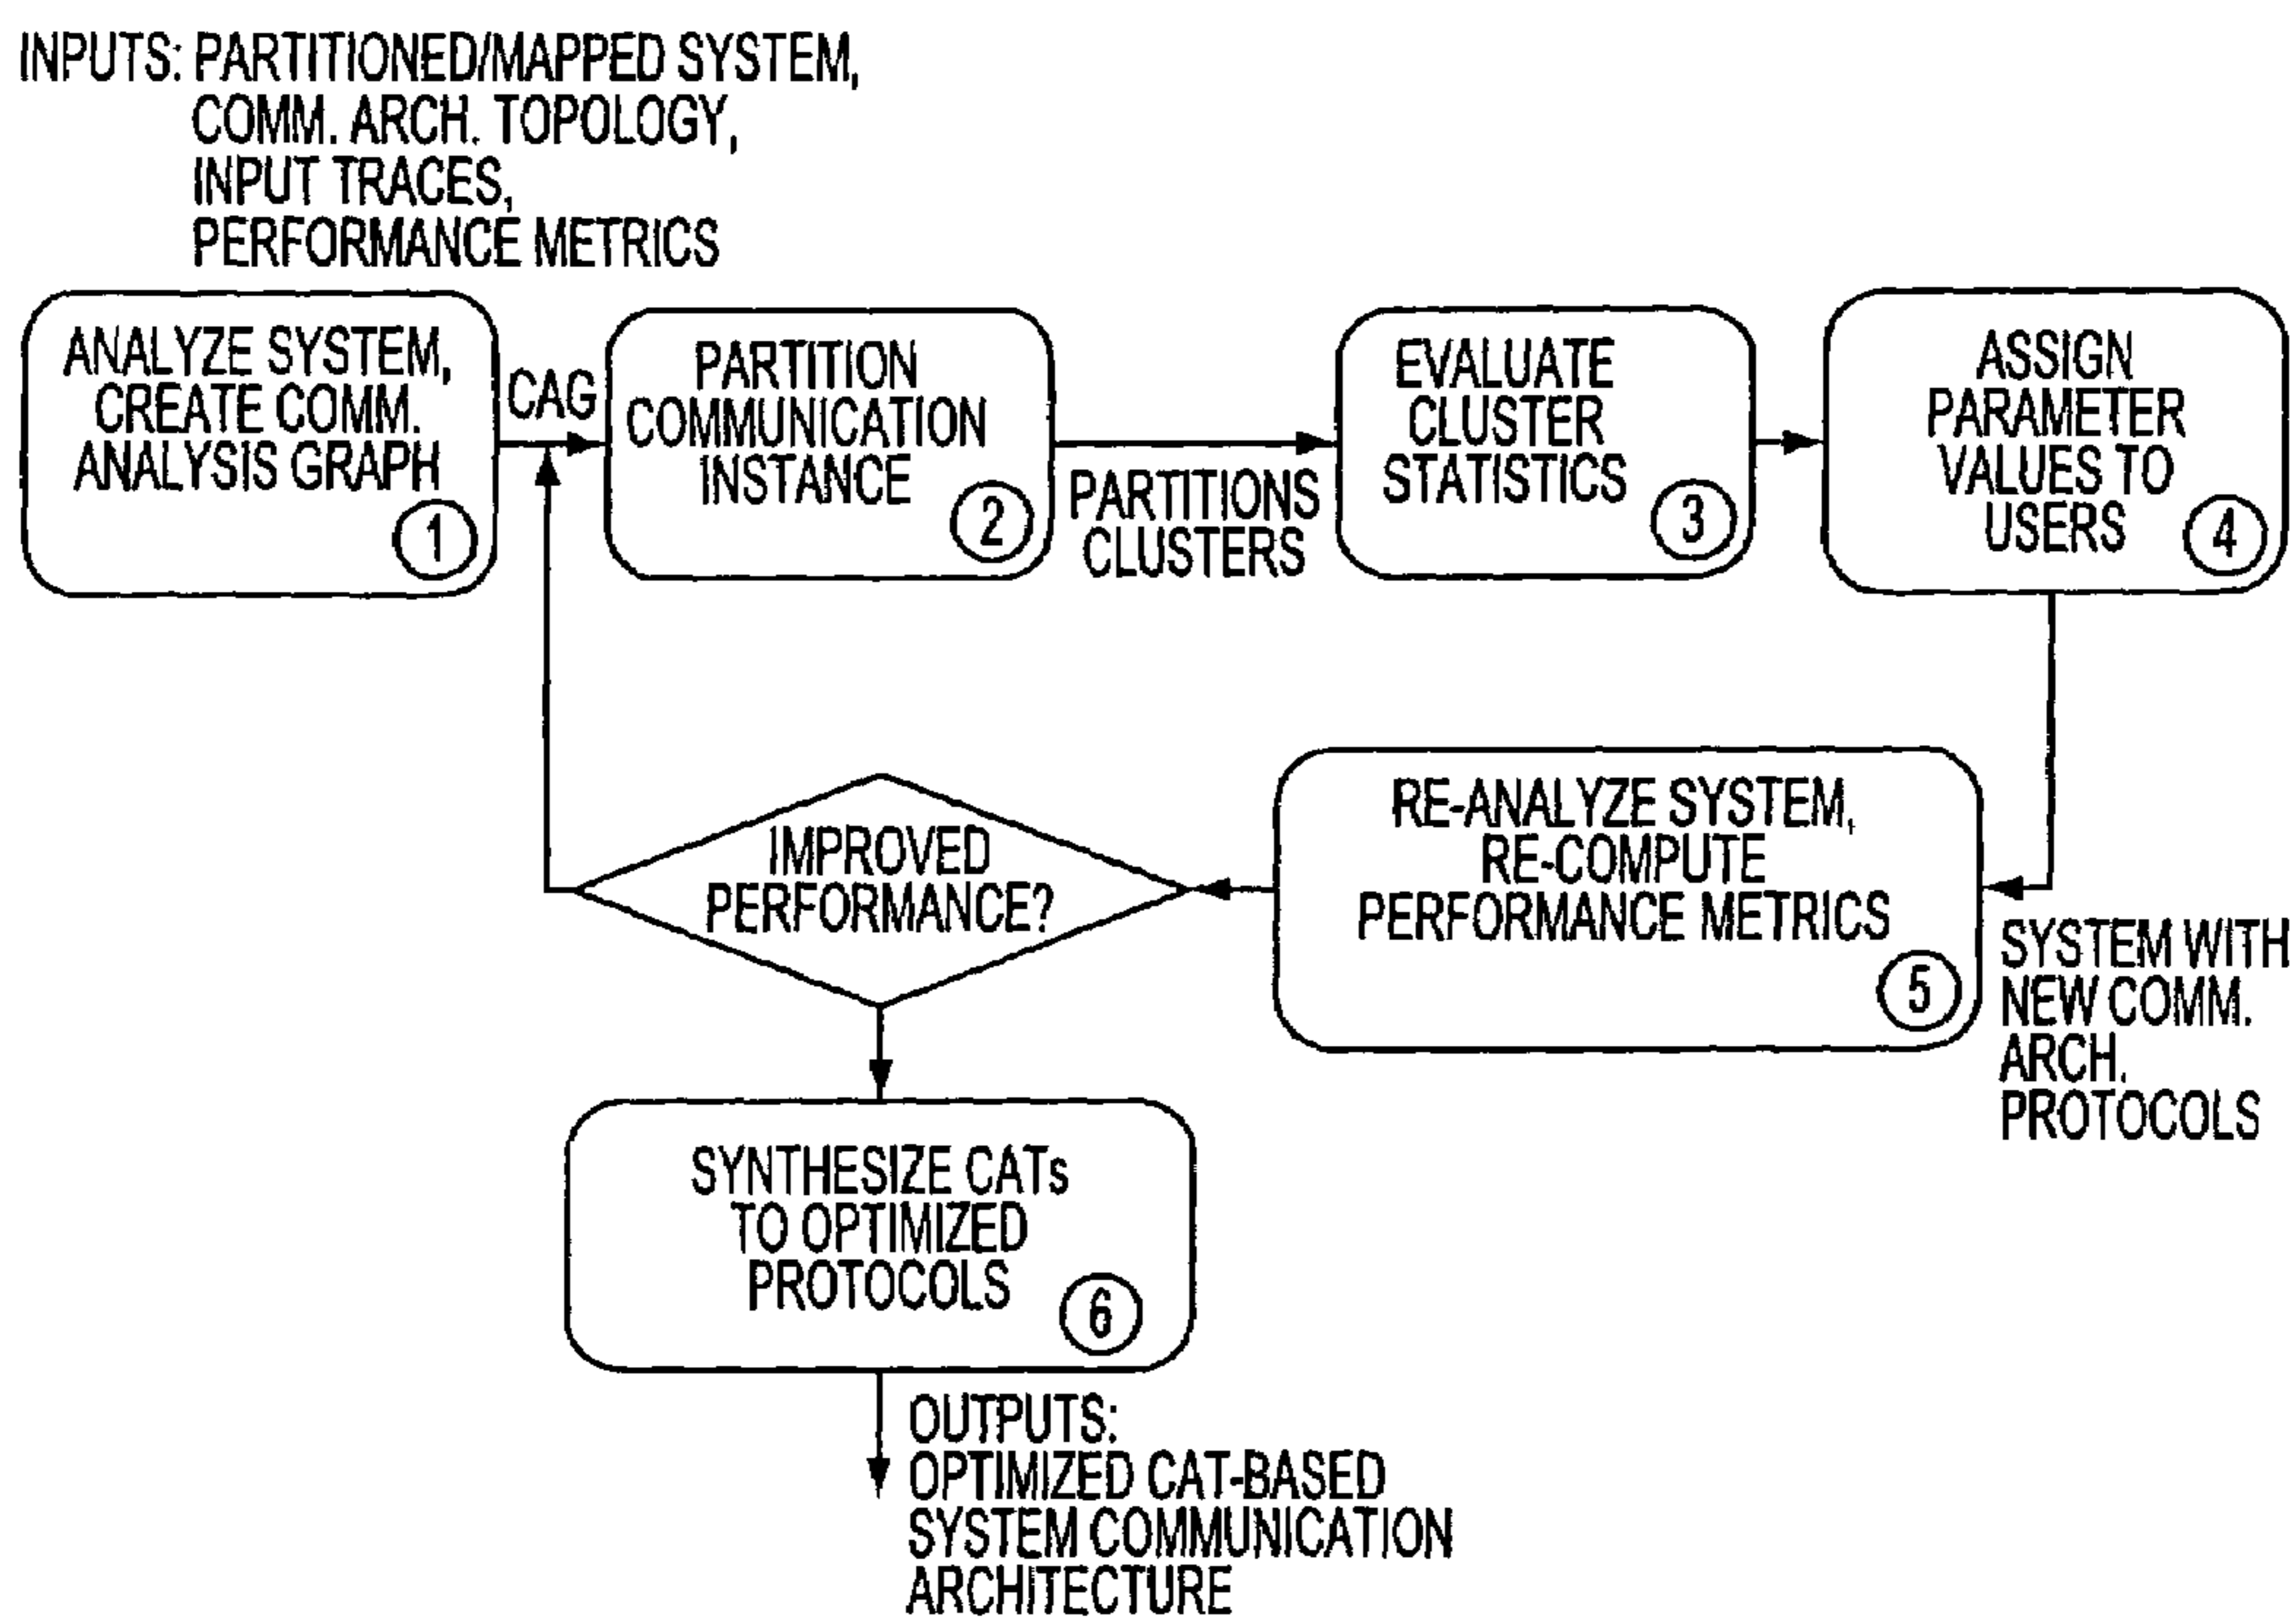 INPUTS: PARTITIONED/MAPPED SYSTEM,
COMM. ARCH. TOPOLOGY,
INPUT TRACES,
PERFORMANCE METRICS
ANALYZE SYSTEM,
CREATE COMM.
ANALYSIS GRAPH
1
CAG
PARTITION
COMMUNICATION
INSTANCE
2
PARTITIONS
CLUSTERS
EVALUATE
CLUSTER
STATISTICS
3
ASSIGN
PARAMETER
VALUES TO
USERS
4
SYSTEM WITH
NEW COMM.
ARCH.
PROTOCOLS
RE-ANALYZE SYSTEM,
RE-COMPUTE
PERFORMANCE METRICS
5
IMPROVED
PERFORMANCE?
SYNTHESIZE CATs
TO OPTIMIZED
PROTOCOLS
6
OUTPUTS:
OPTIMIZED CAT-BASED
SYSTEM COMMUNICATION
ARCHITECTURE